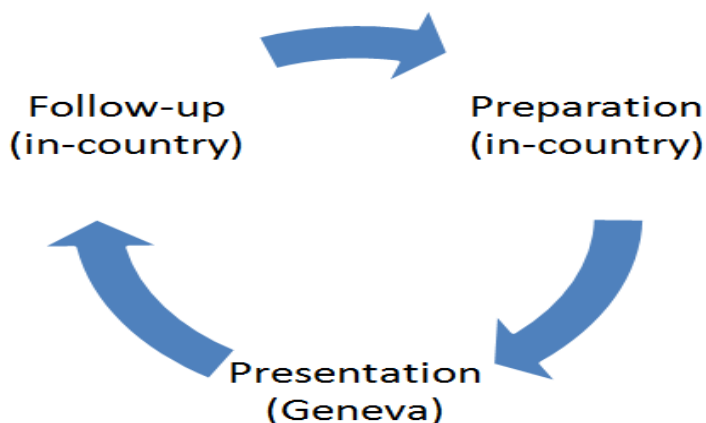 Follow-up
(in-country)
Preparation
(in-country)
Presentation
(Geneva)